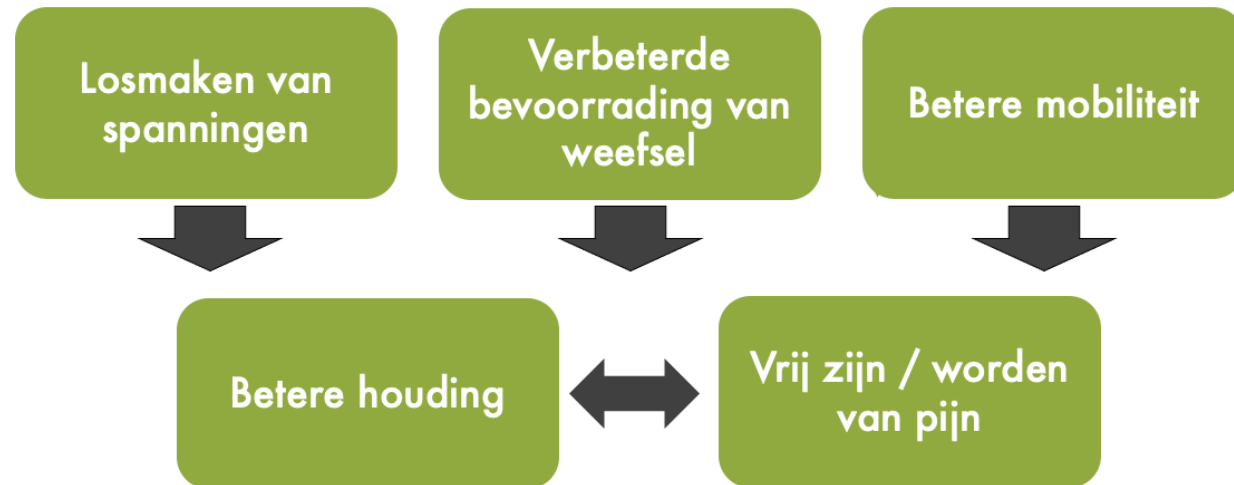 Losmaken van
spanningen
Verbeterde
bevoorrading van
weefsel
Betere mobiliteit
Betere houding
Vrij zijn / worden
van pijn